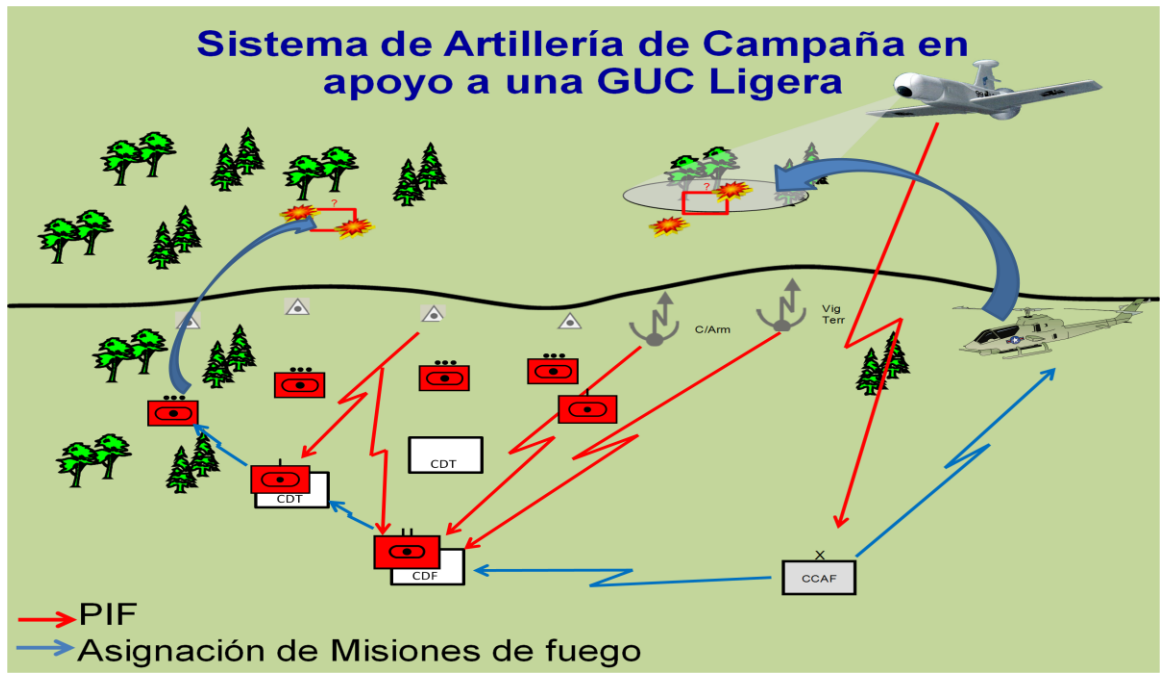 Sistema de Artillería de Campaña en
apoyo a una GUC Ligera
?
?
C/Arm
Vig
Terr
CDT
CDT
CDF
X
CCAF
PIF
Asignación de Misiones de fuego